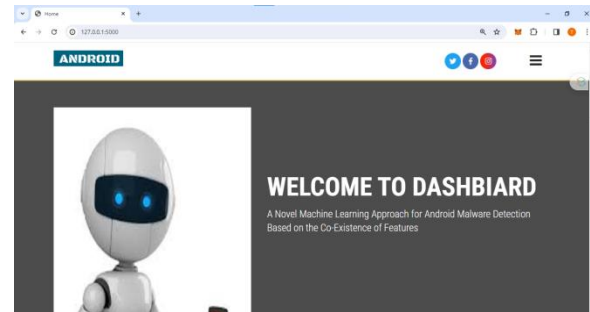 Home
127.0.0.1:5000
ANDROID
WELCOME TO DASHBIARD
A Novel Machine Learning Approach for Android Malware Detection
Based on the Co-Existence of Features